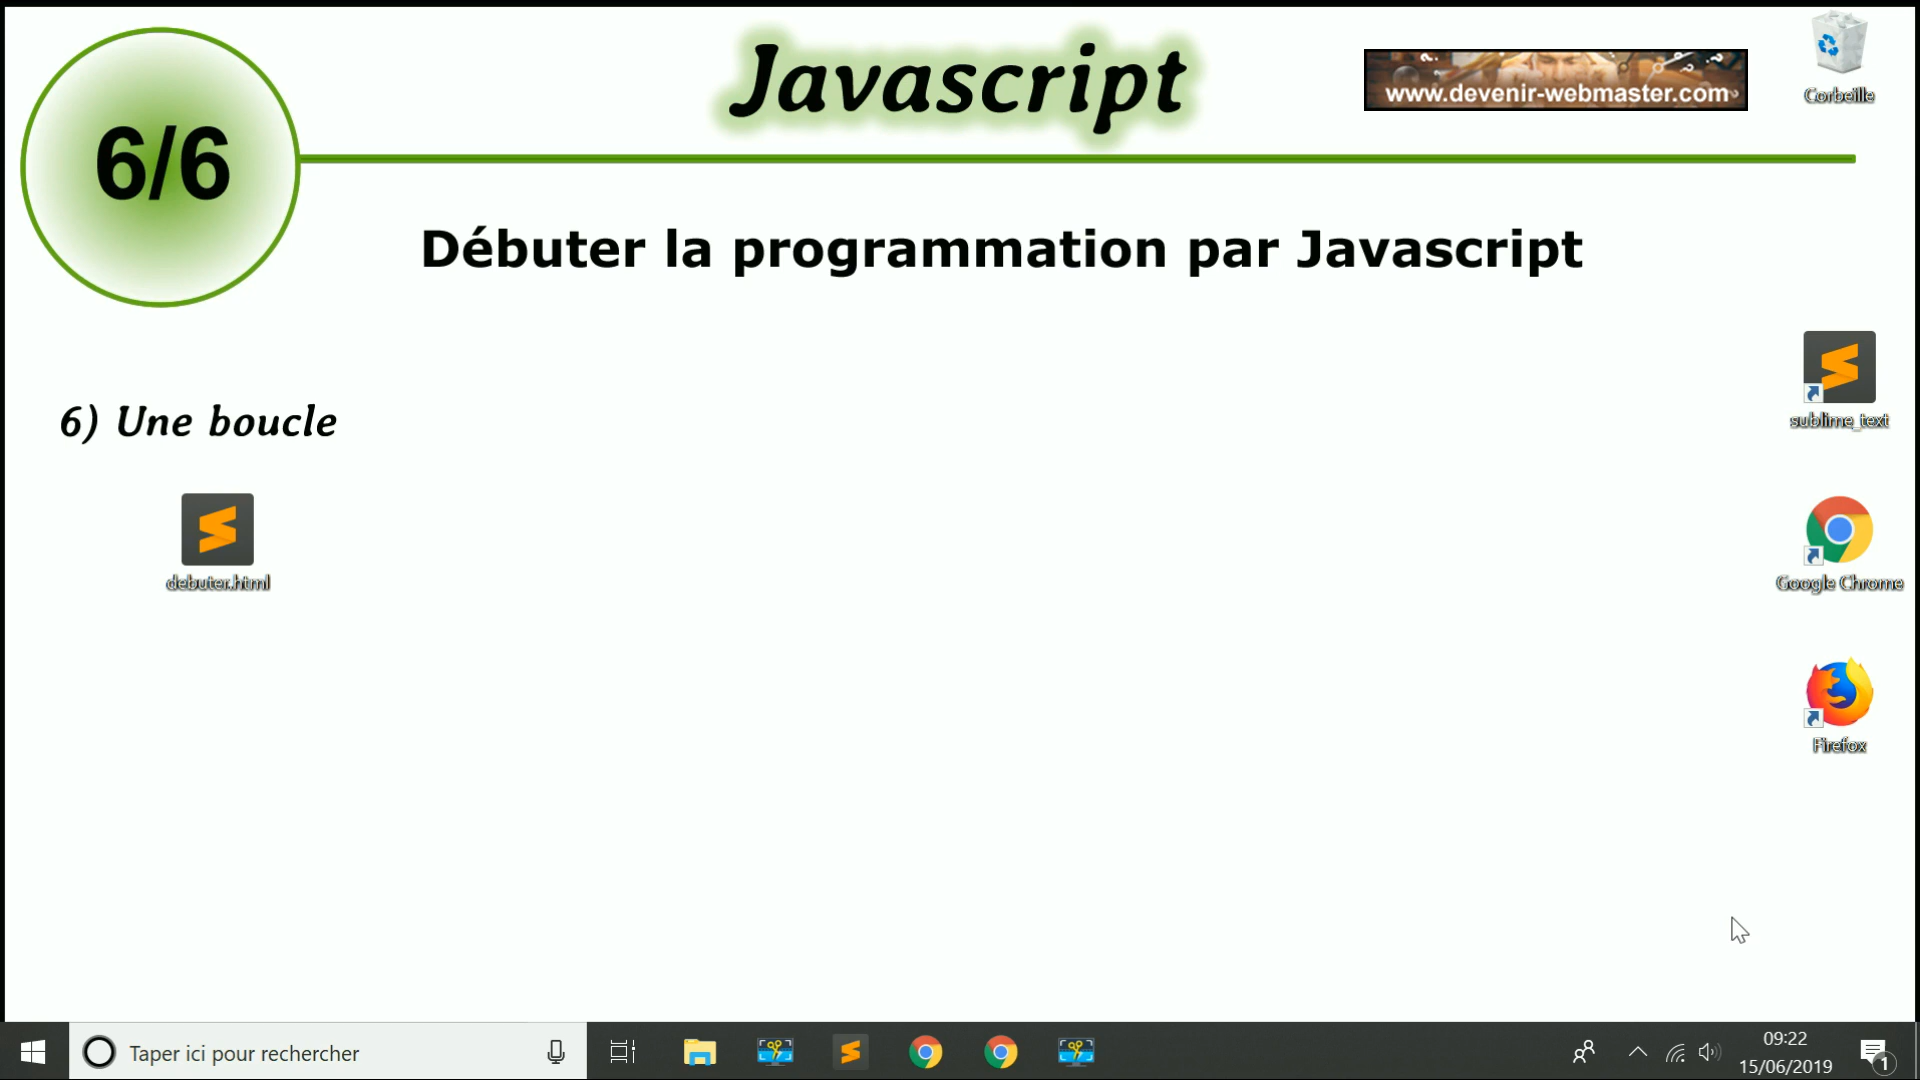 Javascript
www.devenir-webmaster.com
Corbeille
6/6
Débuter la programmation par Javascript
6) Une boucle
debuter.html
sublime_text
Google Chrome
Firefox
Taper ici pour rechercher
09:22
15/06/2019
1